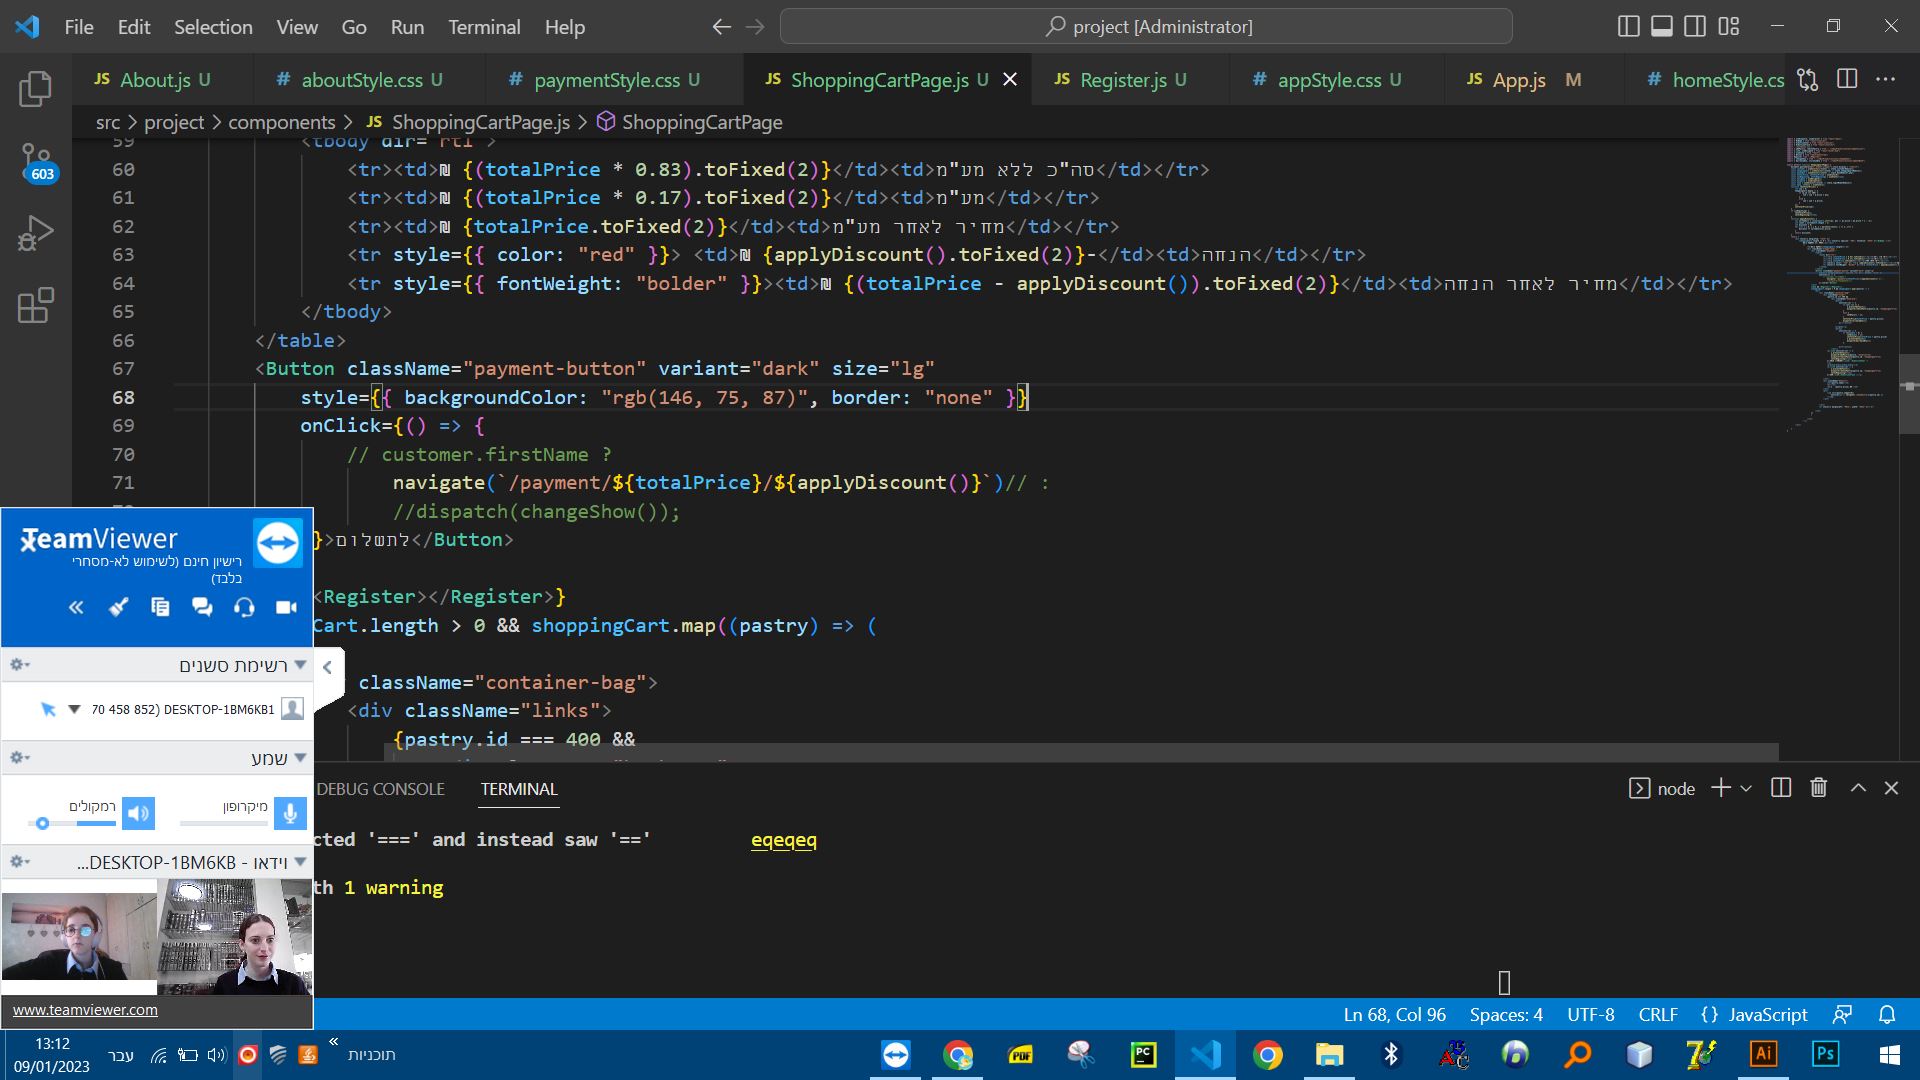 File Edit Selection View Go Run Terminal Help
project [Administrator]
JS About.js U # aboutStyle.css U # paymentStyle.css U JS ShoppingCartPage.js U JS Register.js U # appStyle.css U JS App.js M # homeStyle.cs
src > project > components > JS ShoppingCartPage.js > ShoppingCartPage
603
59 <tbody dir="rtl">
60 <tr><td>₪ {(totalPrice * 0.83).toFixed(2)}</td><td>סה"כ ללא מע"מ</td></tr>
61 <tr><td>₪ {(totalPrice * 0.17).toFixed(2)}</td><td>מע"מ</td></tr>
62 <tr><td>₪ {totalPrice.toFixed(2)}</td><td>מחיר לאחר מע"מ</td></tr>
63 <tr style={{ color: "red" }}> <td>₪ {applyDiscount().toFixed(2)}-</td><td>הנחה</td></tr>
64 <tr style={{ fontWeight: "bolder" }}><td>₪ {(totalPrice - applyDiscount()).toFixed(2)}</td><td>מחיר לאחר הנחה</td></tr>
65 </tbody>
66 </table>
67 <Button className="payment-button" variant="dark" size="lg"
68 style={{ backgroundColor: "rgb(146, 75, 87)", border: "none" }}
69 onClick={() => {
70 // customer.firstName ?
71 navigate(`/payment/${totalPrice}/${applyDiscount()}`)// :
//dispatch(changeShow());
}>לתשלום</Button>
<Register></Register>}
Cart.length > 0 && shoppingCart.map((pastry) => (
className="container-bag">
<div className="links">
{pastry.id === 400 &&
TeamViewer
רישיון חינם (לשימוש לא-מסחרי
בלבד)
רשימת סשנים
70 458 852) DESKTOP-1BM6KB1
שמע
רמקולים מיקרופון
וידאו - DESKTOP-1BM6KB...
www.teamviewer.com
DEBUG CONSOLE TERMINAL
node
cted '===' and instead saw '==' eqeqeq
th 1 warning
Ln 68, Col 96 Spaces: 4 UTF-8 CRLF {} JavaScript
13:12
09/01/2023
עבר
תוכניות
PDF
PC
Ai
Ps